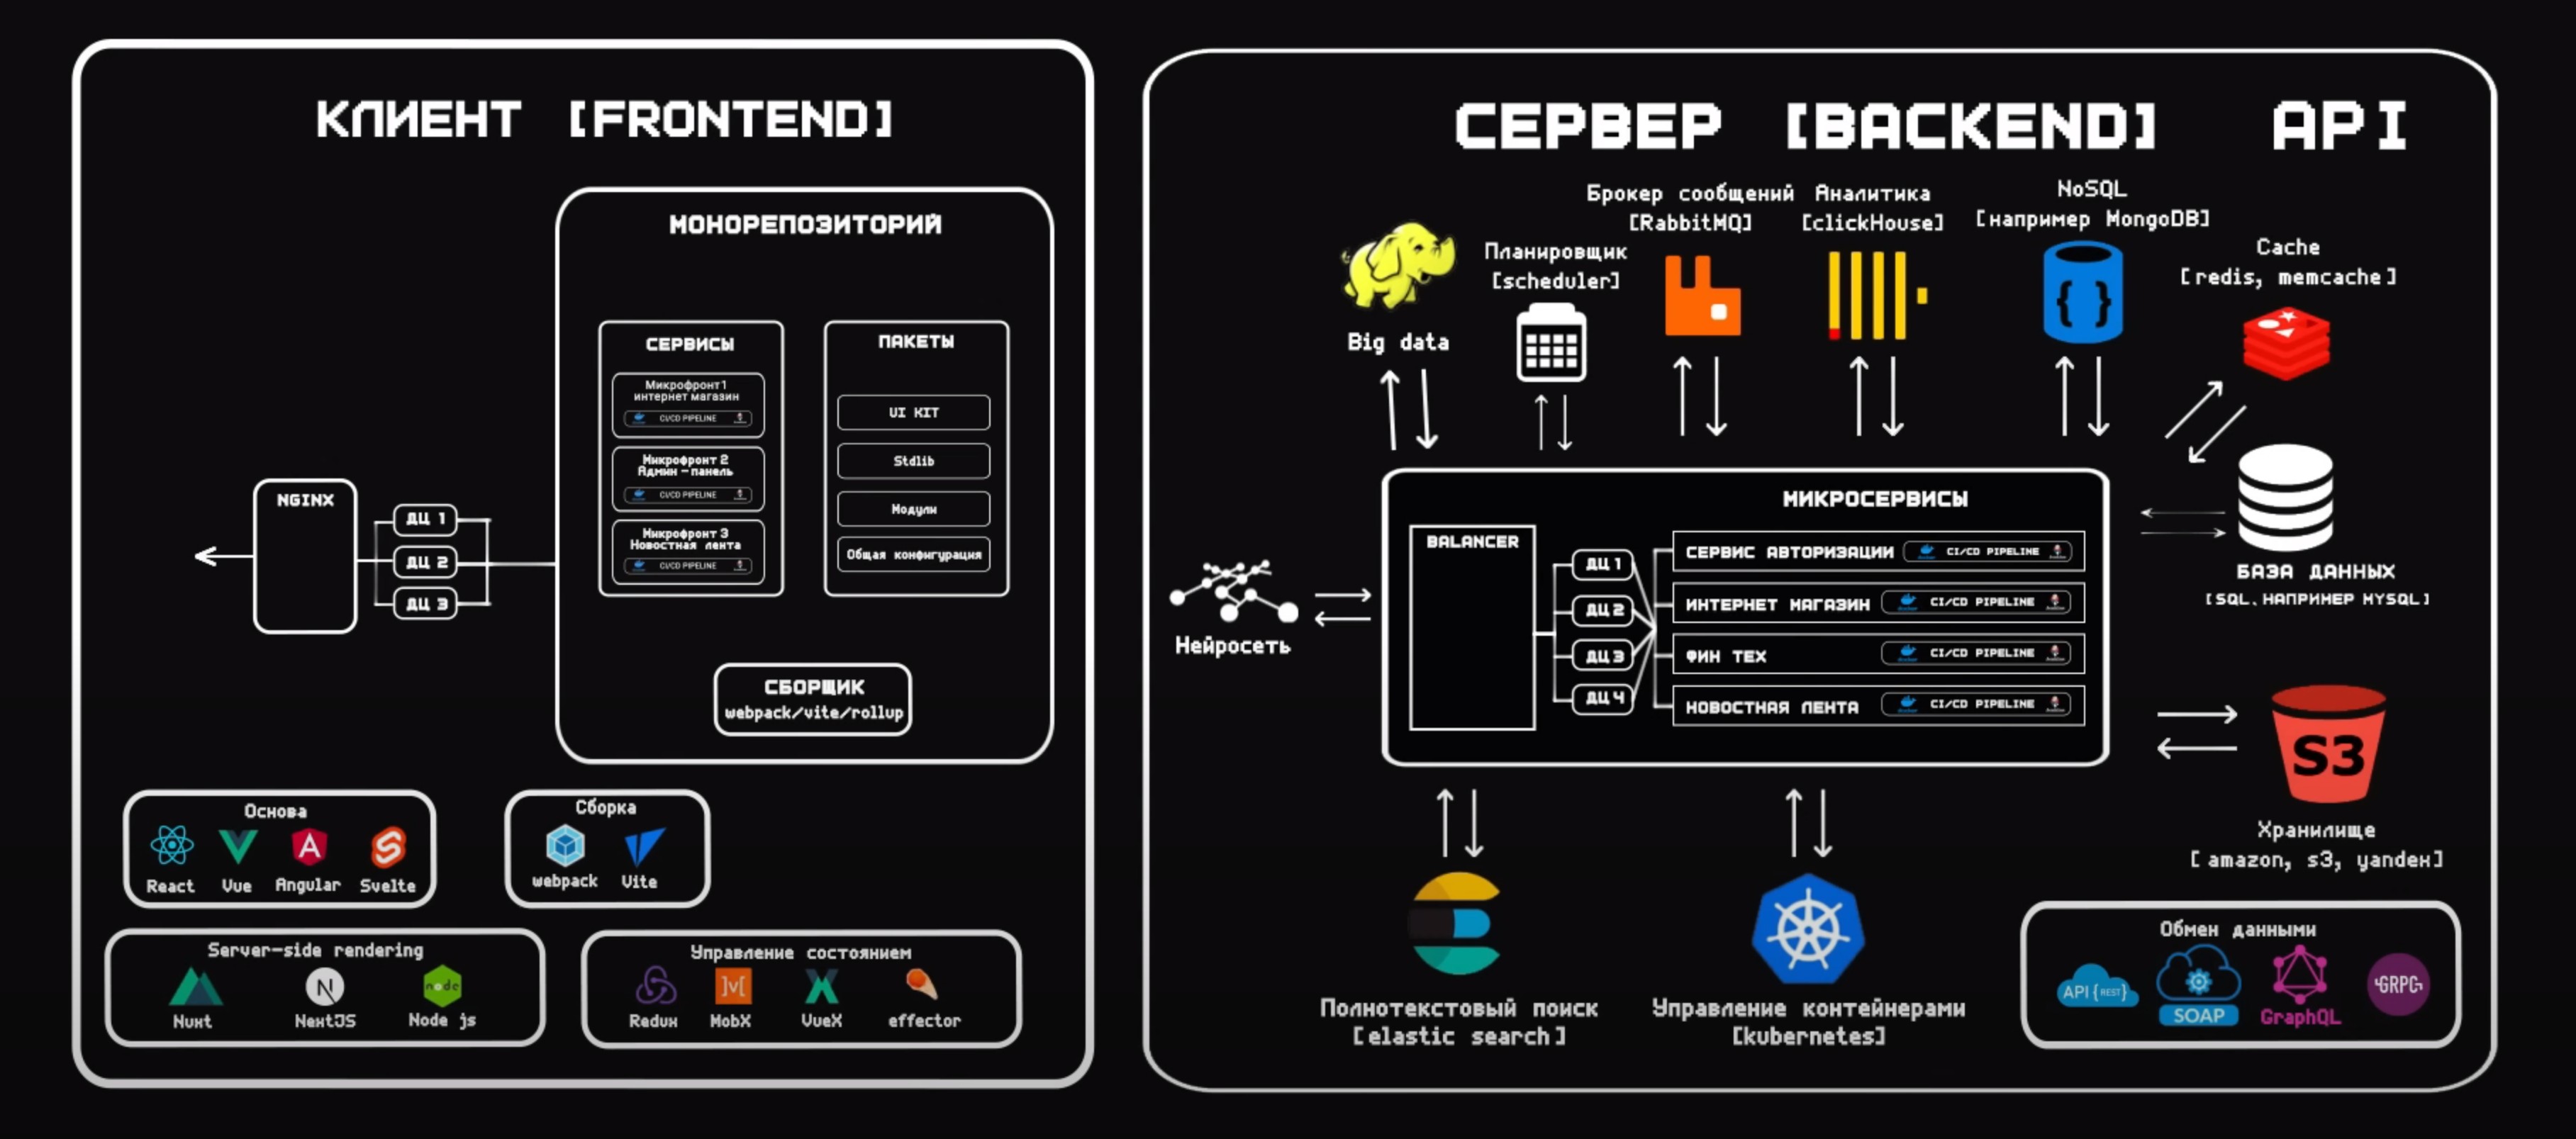 КЛИЕНТ [FRONTEND]
МОНОРЕПОЗИТОРИЙ
СЕРВИСЫ
Микрофронт1
интернет магазин
CI/CD PIPELINE
Микрофронт 2
Админ - панель
CI/CD PIPELINE
Микрофронт 3
Новостная лента
CI/CD PIPELINE
ПАКЕТЫ
UI KIT
Stdlib
Модули
Общая конфигурация
NGINX
ДЦ 1
ДЦ 2
ДЦ 3
СБОРЩИК
webpack/vite/rollup
Основа
React
Vue
Angular
Svelte
Сборка
webpack
Vite
Server-side rendering
Nuxt
NextJS
node
Node js
Управление состоянием
Redux
MobX
VueX
effector
СЕРВЕР [BACKEND] API
Big data
Планировщик
[scheduler]
Брокер сообщений
[RabbitMQ]
Аналитика
[clickHouse]
NoSQL
[например MongoDB]
Cache
[redis, memcache]
БАЗА ДАННЫХ
[SQL, НАПРИМЕР MYSQL]
Нейросеть
МИКРОСЕРВИСЫ
BALANCER
ДЦ 1
ДЦ 2
ДЦ 3
ДЦ 4
СЕРВИС АВТОРИЗАЦИИ
CI/CD PIPELINE
ИНТЕРНЕТ МАГАЗИН
CI/CD PIPELINE
ФИН ТЕХ
CI/CD PIPELINE
НОВОСТНАЯ ЛЕНТА
CI/CD PIPELINE
S3
Хранилище
[amazon, s3, yandex]
Полнотекстовый поиск
[elastic search]
Управление контейнерами
[kubernetes]
Обмен данными
API {REST}
SOAP
GraphQL
GRPC